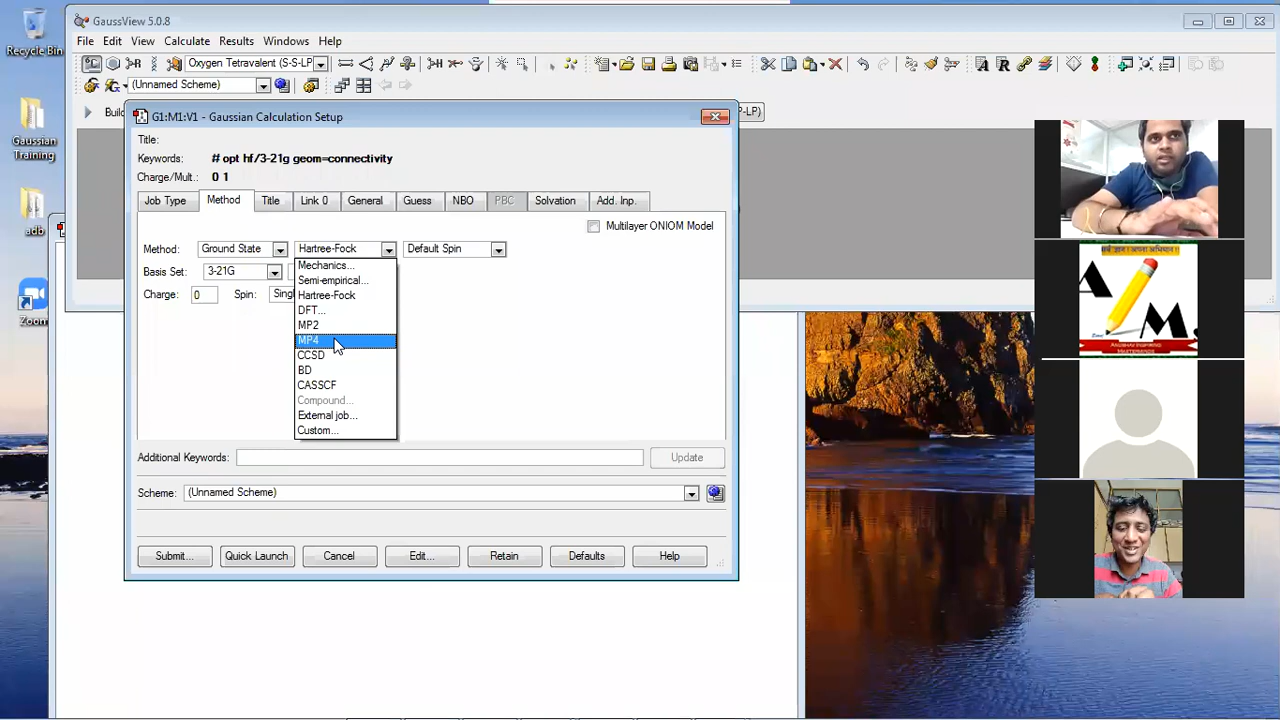 Recycle Bin
Gaussian
Training
adb
Zoom
GaussView 5.0.8
File Edit View Calculate Results Windows Help
Oxygen Tetravalent (S-S-LP
(Unnamed Scheme)
Build
P-LP)
G1:M1:V1 - Gaussian Calculation Setup
Title:
Keywords: # opt hf/3-21g geom=connectivity
Charge/Mult.: 0 1
Job Type Method Title Link 0 General Guess NBO PBC Solvation Add. Inp.
Multilayer ONIOM Model
Method: Ground State Hartree-Fock Default Spin
Basis Set: 3-21G
Charge: 0 Spin: Singl
Mechanics...
Semi-empirical...
Hartree-Fock
DFT...
MP2
MP4
CCSD
BD
CASSCF
Compound...
External job...
Custom...
Additional Keywords: Update
Scheme: (Unnamed Scheme)
Submit... Quick Launch Cancel Edit... Retain Defaults Help
A
M